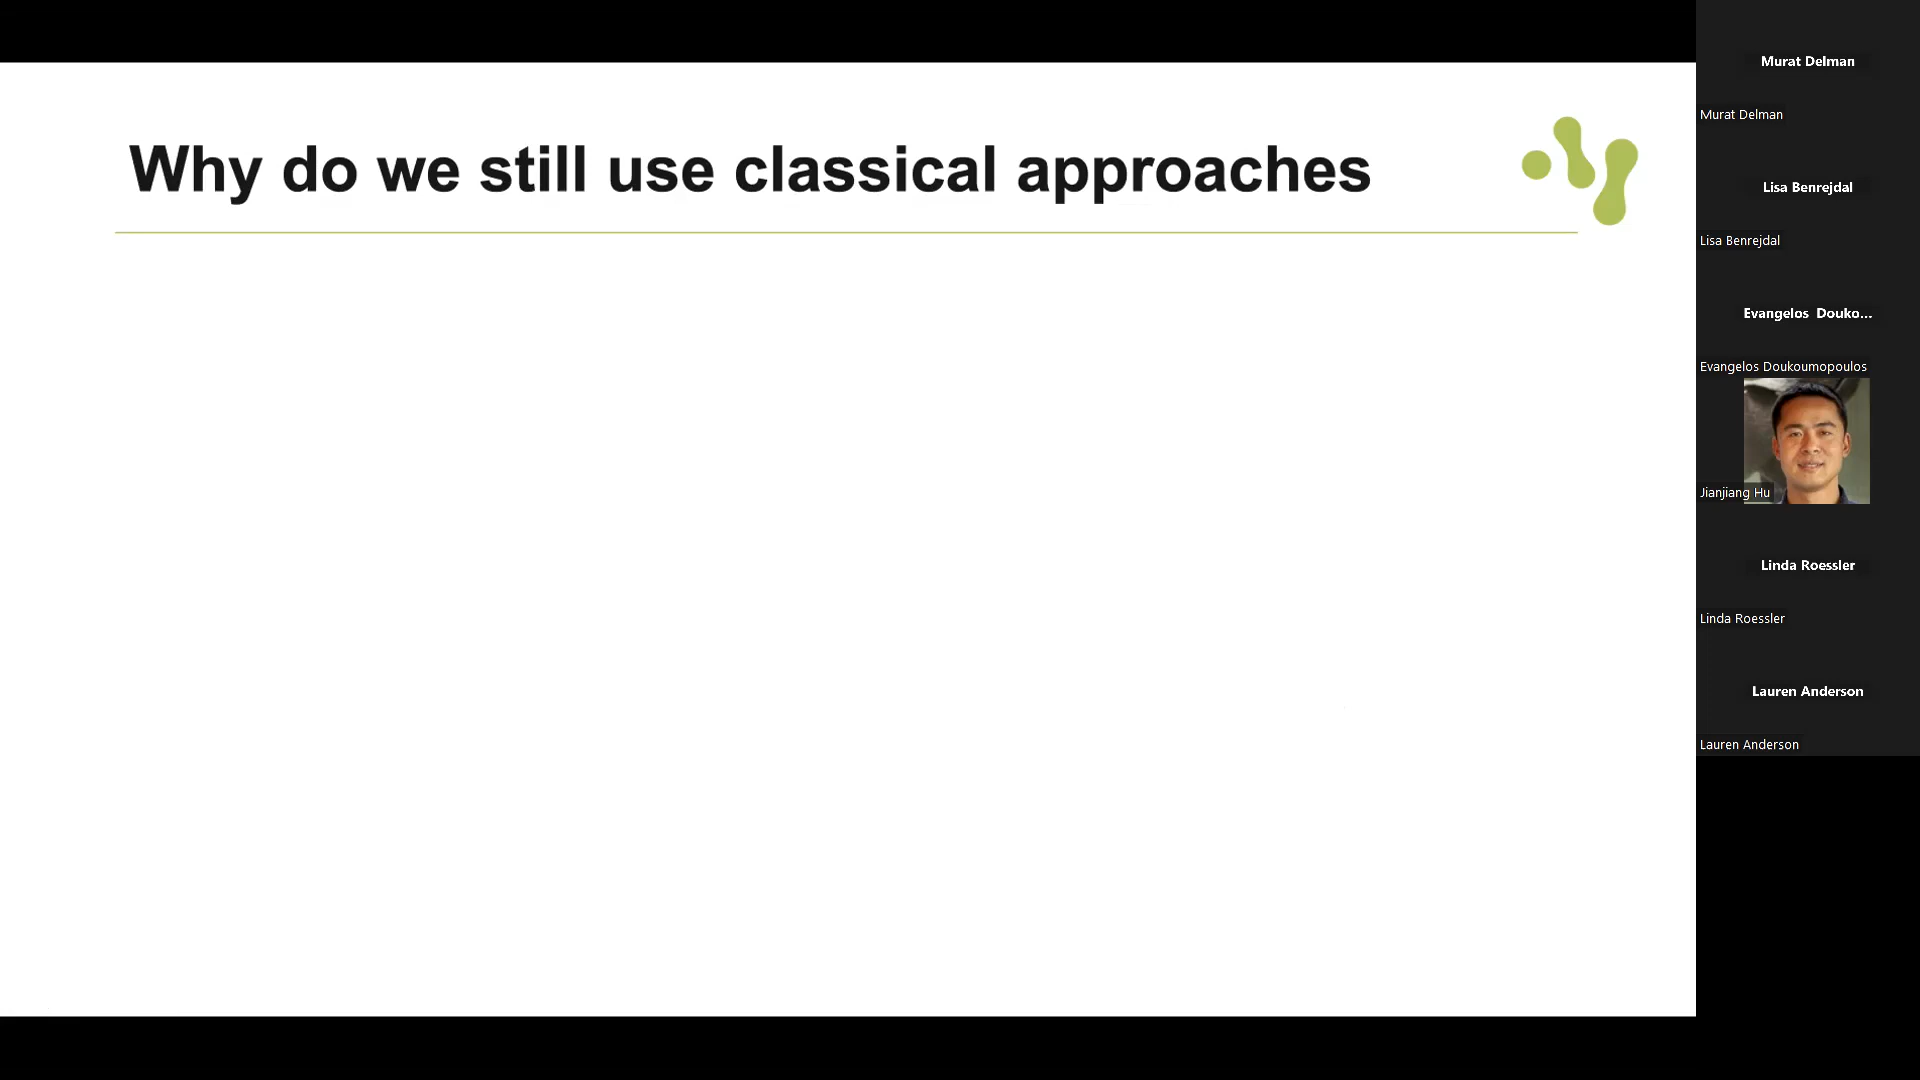 Why do we still use classical approaches
Murat Delman
Murat Delman
Lisa Benrejdal
Lisa Benrejdal
Evangelos Douko...
Evangelos Doukoumopoulos
Jianjiang Hu
Linda Roessler
Linda Roessler
Lauren Anderson
Lauren Anderson